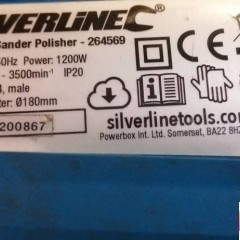 VERLINE
Sander Polisher - 264569
0Hz Power: 1200W
- 3500min⁻¹ IP20
, male
ter: Ø180mm
200867
silverlinetools.com
Powerbox Int. Ltd. Somerset, BA22 8HZ